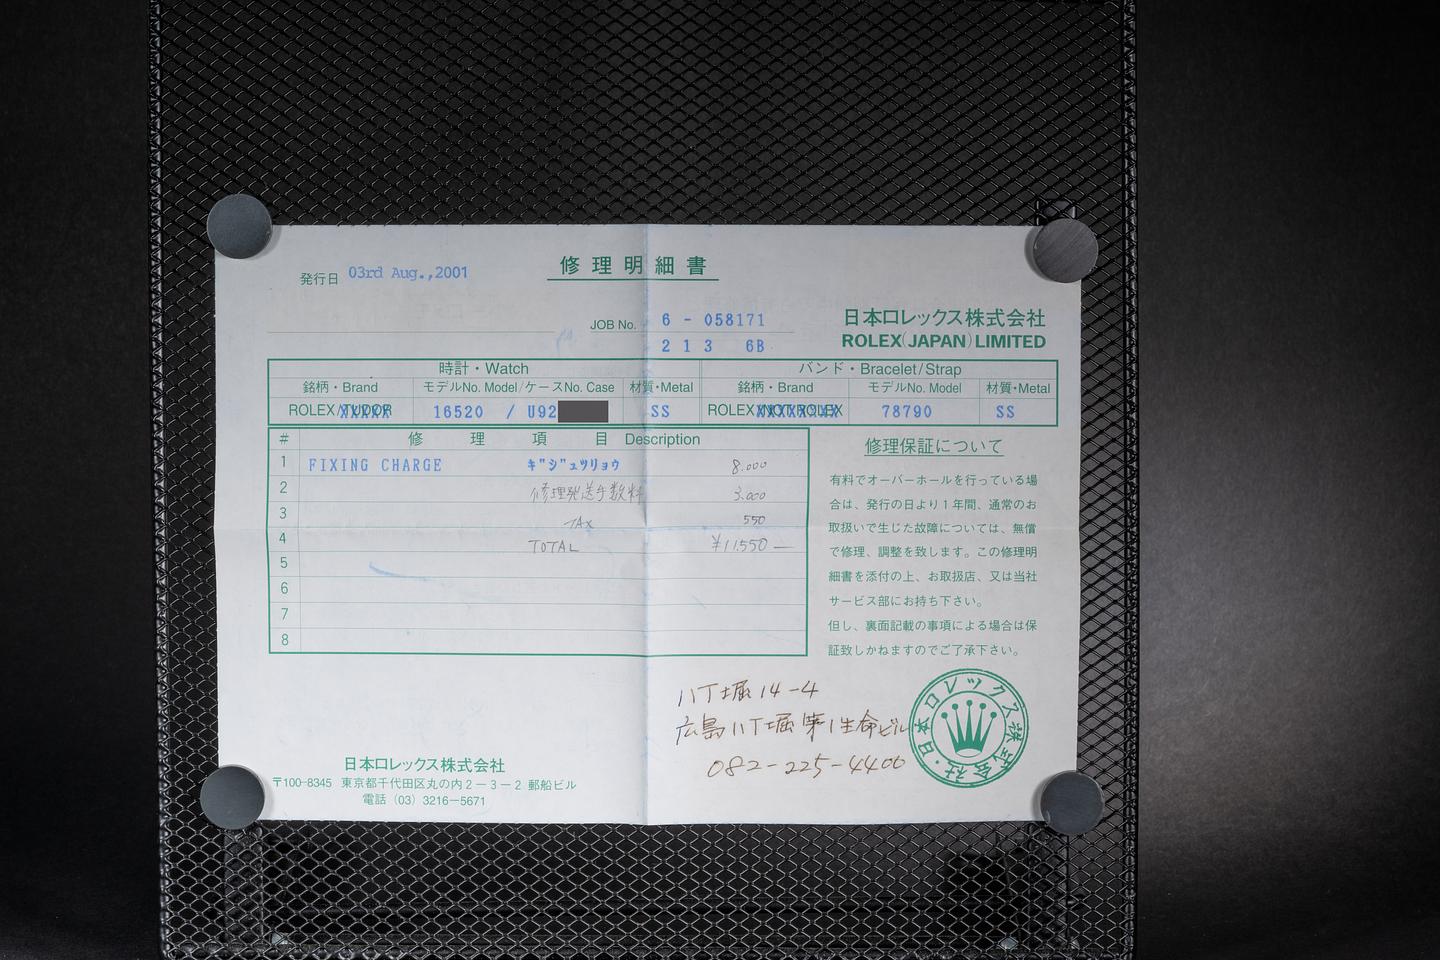 修理明細書
発行日 03rd Aug.,2001
JOB No. 6 - 058171
2 1 3 6B
日本ロレックス株式会社
ROLEX(JAPAN)LIMITED
時計・Watch バンド・Bracelet/Strap
銘柄・Brand モデルNo. Model/ケースNo. Case 材質・Metal 銘柄・Brand モデルNo. Model 材質・Metal
ROLEX/TUDOR 16520 / U92 SS ROLEX/NOT ROLEX 78790 SS
# 修理項目 Description
1 FIXING CHARGE ギジュツリョウ 8.000
2 修理発送手数料 3.000
3 TAX 550
4 TOTAL ¥11.550—
5
6
7
8
修理保証について
有料でオーバーホールを行っている場
合は、発行の日より1年間、通常のお
取扱いで生じた故障については、無償
で修理、調整を致します。この修理明
細書を添付の上、お取扱店、又は当社
サービス部にお持ち下さい。
但し、裏面記載の事項による場合は保
証致しかねますのでご了承下さい。
八丁堀14-4
広島八丁堀第1生命ビル
082-225-4400
日本ロレックス株式会社・
日本ロレックス株式会社
〒100-8345 東京都千代田区丸の内2-3-2 郵船ビル
電話(03)3216-5671